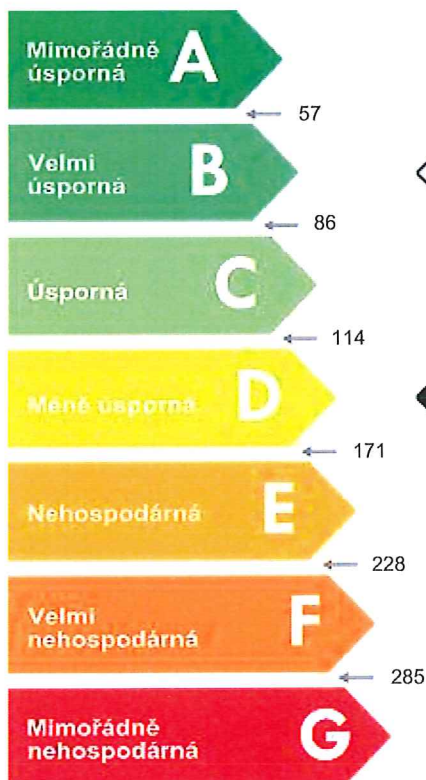 Mimořádně
úsporná
A
57
Velmi
úsporná
B
86
Úsporná
C
114
Méně úsporná
D
171
Nehospodárná
E
228
Velmi
nehospodárná
F
285
Mimořádně
nehospodárná
G